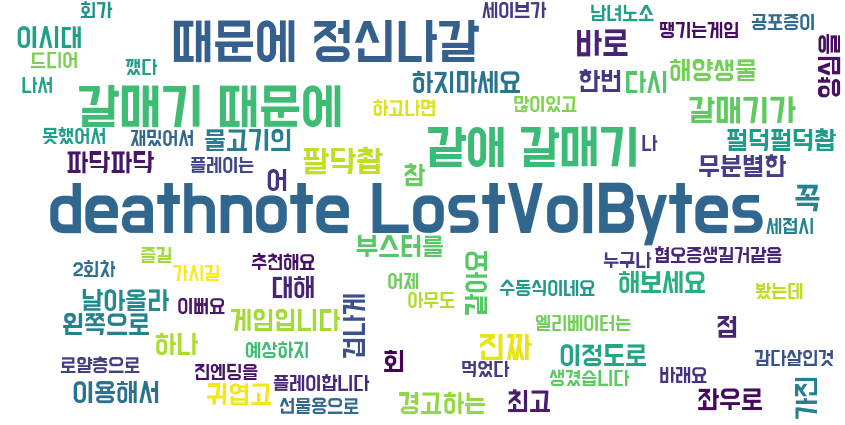 회가
세이브가
남녀노소
공포증이
이시대
때문에 정신나갈
바로
땡기는게임
양심을
드디어
깼다
나서
하지마세요
한번
다시
해양생물
갈매기 때문에
하고나면
많이있고
갈매기가
못했어서
재밌어서
물고기의
같애 갈매기
나
펄덕펄덕촵
파닥파닥
플레이는
팔닥촵
어
참
무분별한
deathnote LostVolBytes
꼭
세접시
즐길
부스터를
2회차
가시길
추천해요
대해
어제
아무도
같아여
수동식이네요
누구나
혐오증생길거같음
해보세요
봤는데
날아올라
이뻐요
왼쪽으로
게임입니다
겁나게
엘리베이터는
점
하나
예상하지
진짜
이정도로
로얄층으로
진엔딩을
회
먹었다
생겼습니다
바래요
감다살인것
이용해서
귀엽고
플레이합니다
선물용으로
경고하는
최고
좌우로
가진